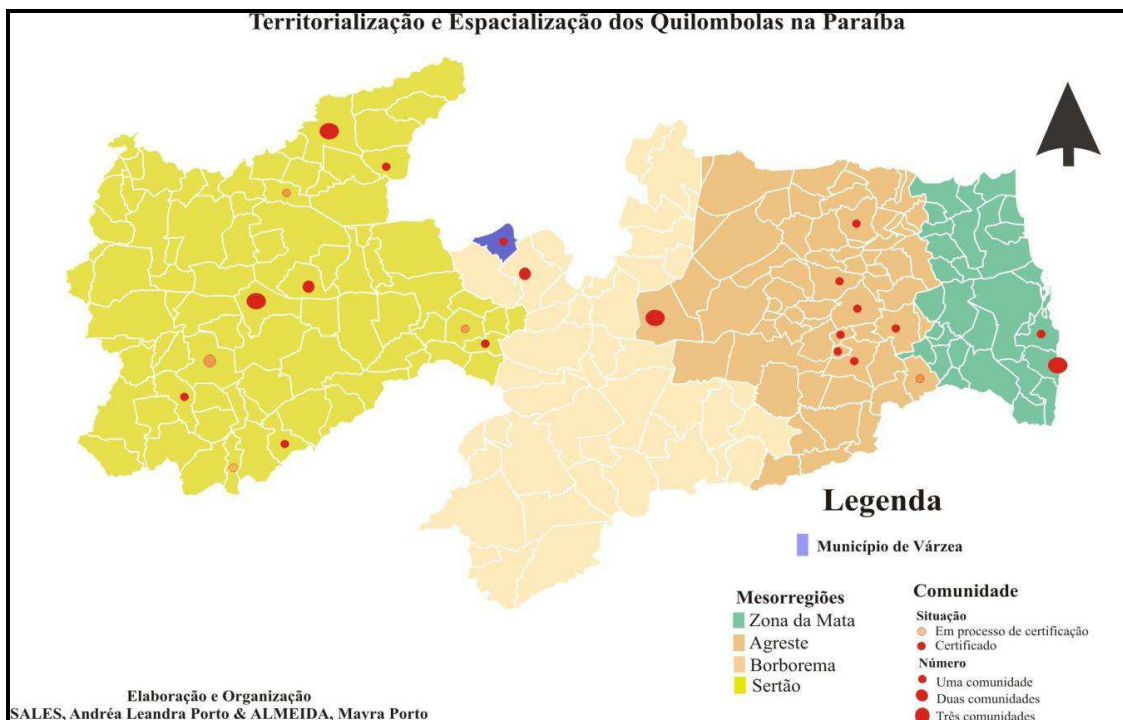 Territorialização e Espacialização dos Quilombolas na Paraíba
Legenda
Município de Várzea
Mesorregiões
Zona da Mata
Agreste
Borborema
Sertão
Comunidade
Situação
Em processo de certificação
Certificado
Número
Uma comunidade
Duas comunidades
Três comunidades
Elaboração e Organização
SALES, Andréa Leandra Porto & ALMEIDA, Mayra Porto